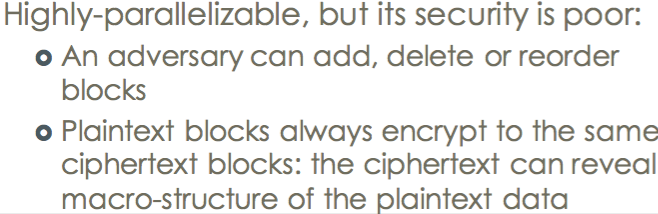 Highly-parallelizable, but its security is poor:
An adversary can add, delete or reorder
blocks
Plaintext blocks always encrypt to the same
ciphertext blocks: the ciphertext can reveal
macro-structure of the plaintext data